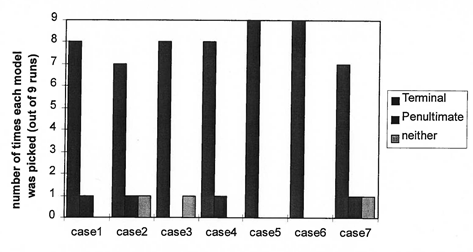 number of times each model
was picked (out of 9 runs)
9
8
7
6
5
4
3
2
1
0
case1 case2 case3 case4 case5 case6 case7
Terminal
Penultimate
neither